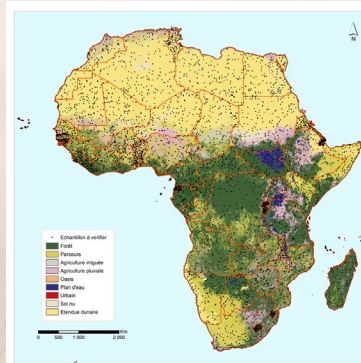 N
Echantillon à verifier
Forêt
Parcours
Agriculture irriguée
Agriculture pluviale
Oasis
Plan d'eau
Urbain
Sol nu
Etendue dunaire
0 500 1 000 2 000
Km